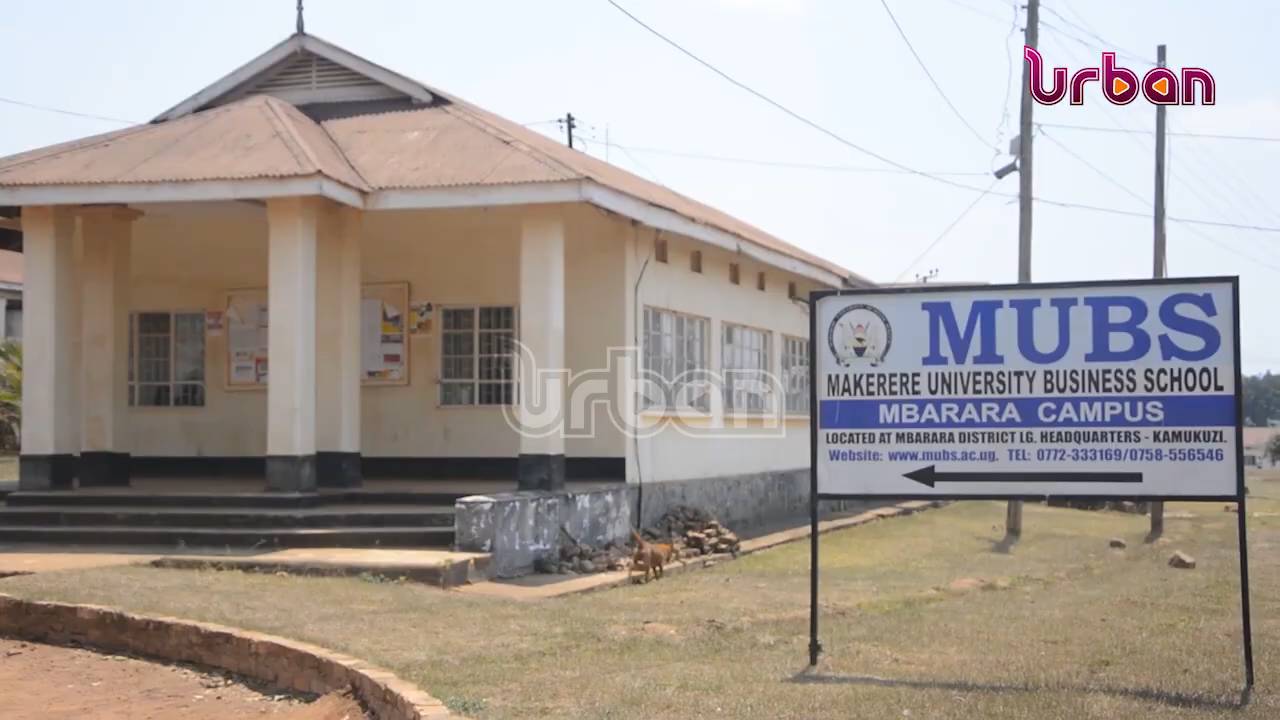 urban
MUBS
MAKERERE UNIVERSITY BUSINESS SCHOOL
MBARARA CAMPUS
LOCATED AT MBARARA DISTRICT LG. HEADQUARTERS - KAMUKUZI.
Website: www.mubs.ac.ug, TEL: 0772-333169/0758-556546
urban